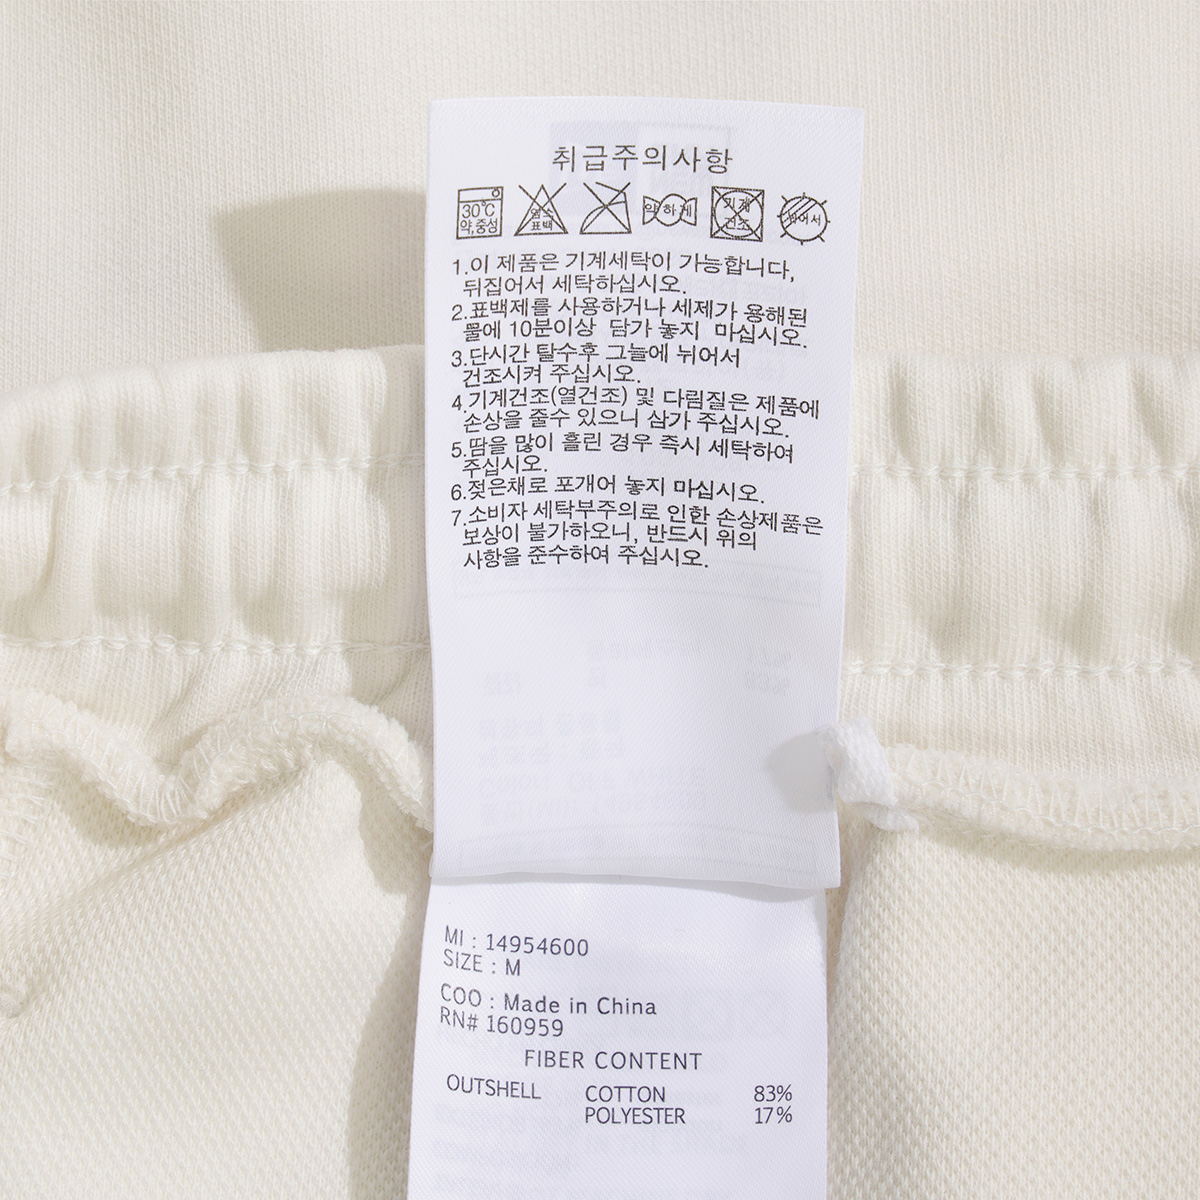 취급주의사항
30℃
약,중성
염소
표백
약하게
기계
건조
뉘어서
1.이 제품은 기계세탁이 가능합니다,
뒤집어서 세탁하십시오.
2.표백제를 사용하거나 세제가 용해된
물에 10분이상 담가 놓지 마십시오.
3.단시간 탈수후 그늘에 뉘어서
건조시켜 주십시오.
4.기계건조(열건조) 및 다림질은 제품에
손상을 줄수 있으니 삼가 주십시오.
5.땀을 많이 흘린 경우 즉시 세탁하여
주십시오.
6.젖은채로 포개어 놓지 마십시오.
7.소비자 세탁부주의로 인한 손상제품은
보상이 불가하오니, 반드시 위의
사항을 준수하여 주십시오.
MI : 14954600
SIZE : M
COO : Made in China
RN# 160959
FIBER CONTENT
OUTSHELL COTTON 83%
POLYESTER 17%